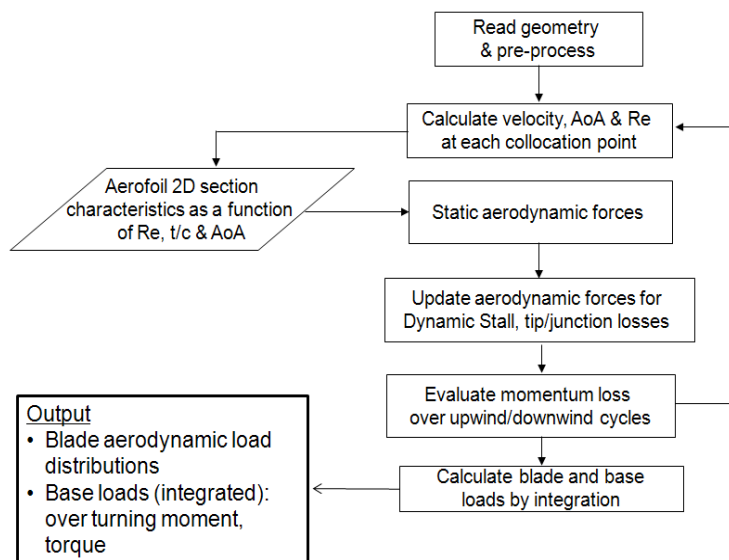 Read geometry
& pre-process
Calculate velocity, AoA & Re
at each collocation point
Aerofoil 2D section
characteristics as a function
of Re, t/c & AoA
Static aerodynamic forces
Update aerodynamic forces for
Dynamic Stall, tip/junction losses
Evaluate momentum loss
over upwind/downwind cycles
Calculate blade and base
loads by integration
Output
• Blade aerodynamic load
distributions
• Base loads (integrated):
over turning moment,
torque